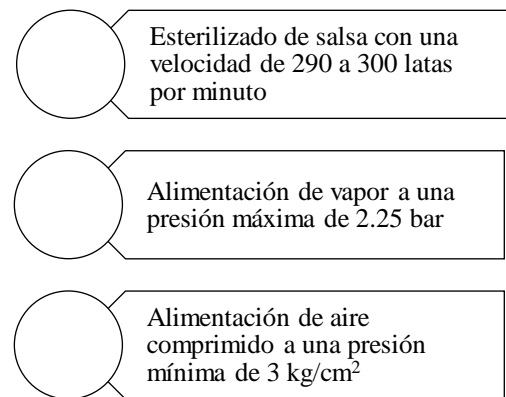 Esterilizado de salsa con una
velocidad de 290 a 300 latas
por minuto
Alimentación de vapor a una
presión máxima de 2.25 bar
Alimentación de aire
comprimido a una presión
mínima de 3 kg/cm²